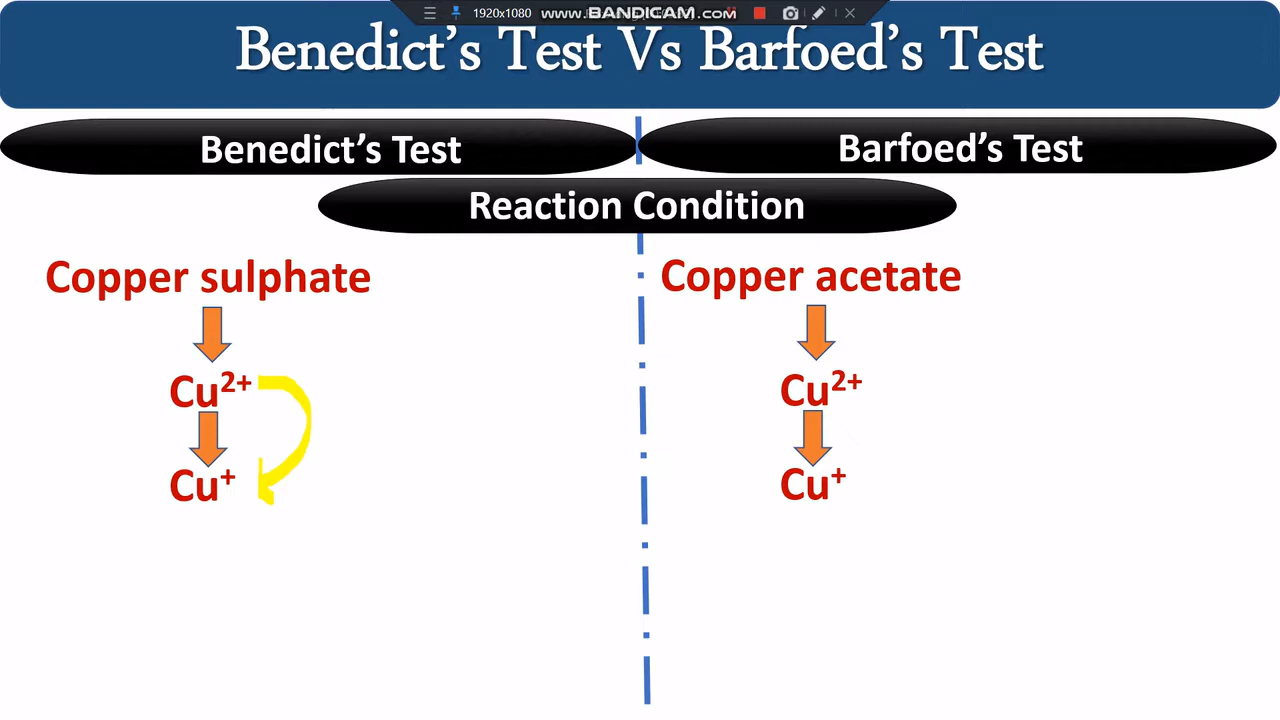 1920x1080 www.BANDICAM.com
Benedict's Test Vs Barfoed's Test
Benedict's Test
Barfoed's Test
Reaction Condition
Copper sulphate
Cu²⁺
Cu⁺
Copper acetate
Cu²⁺
Cu⁺